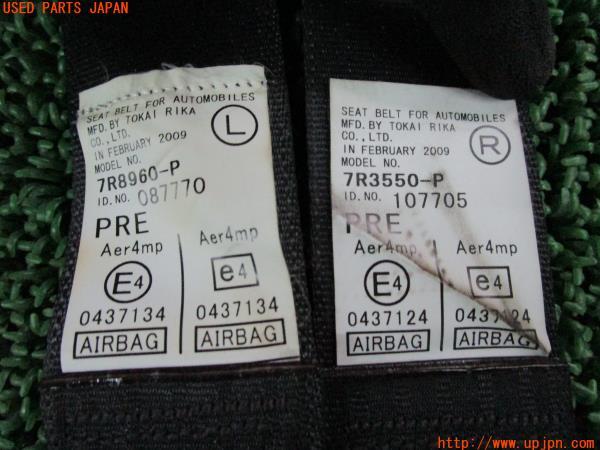 USED PARTS JAPAN
SEAT BELT FOR AUTOMOBILES
MFD. BY TOKAI RIKA
CO., LTD.
IN FEBRUARY 2009
MODEL NO.
L
7R8960-P
ID. NO. 087770
PRE
Aer4mp Aer4mp
E4 e4
0437134 0437134
AIRBAG AIRBAG
SEAT BELT FOR AUTOMOBILES
MFD. BY TOKAI RIKA
CO., LTD.
IN FEBRUARY 2009
MODEL NO.
R
7R3550-P
ID. NO. 107705
PRE
Aer4mp Aer4mp
E4 e4
0437124 0437124
AIRBAG AIRBAG
http://www.upjpn.com/